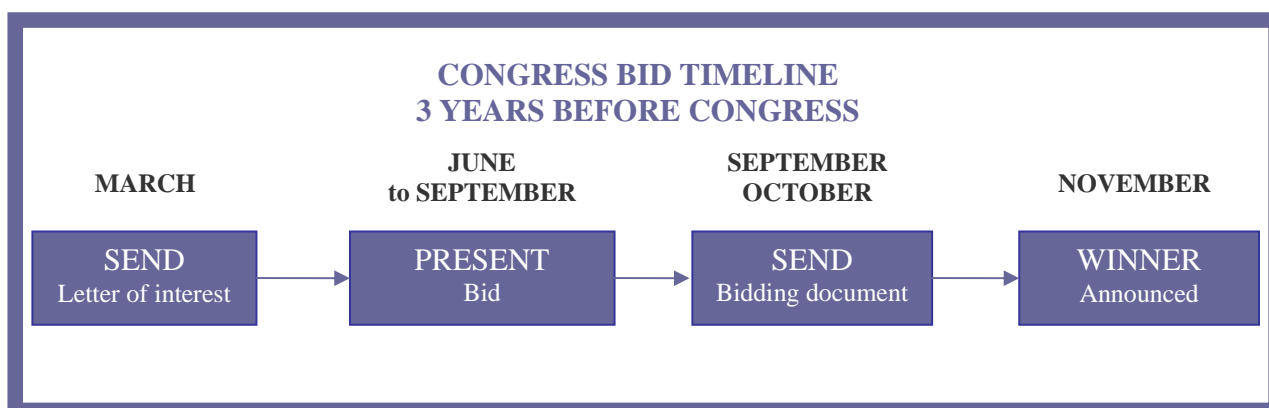 CONGRESS BID TIMELINE
3 YEARS BEFORE CONGRESS
MARCH
JUNE
to SEPTEMBER
SEPTEMBER
OCTOBER
NOVEMBER
SEND
Letter of interest
PRESENT
Bid
SEND
Bidding document
WINNER
Announced